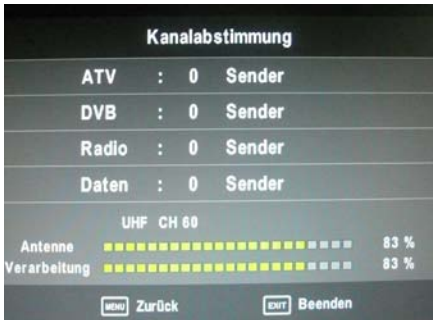 Kanalabstimmung
ATV : 0 Sender
DVB : 0 Sender
Radio : 0 Sender
Daten : 0 Sender
UHF CH 60
Antenne 83 %
Verarbeitung 83 %
MENU Zurück EXIT Beenden